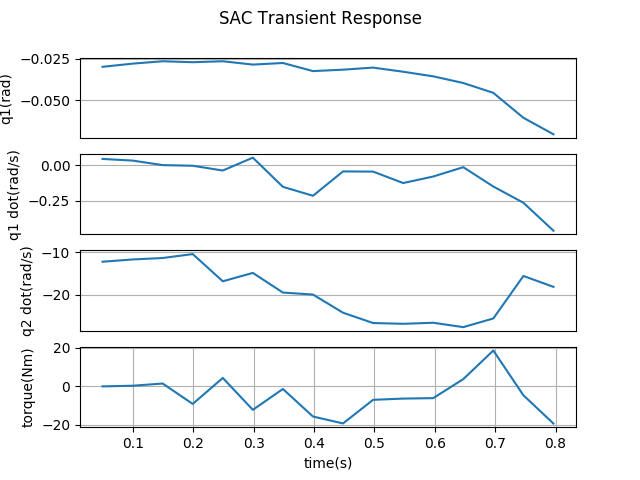 SAC Transient Response
q1(rad)
−0.025
−0.050
q1 dot(rad/s)
0.00
−0.25
q2 dot(rad/s)
−10
−20
torque(Nm)
20
0
−20
0.1 0.2 0.3 0.4 0.5 0.6 0.7 0.8
time(s)